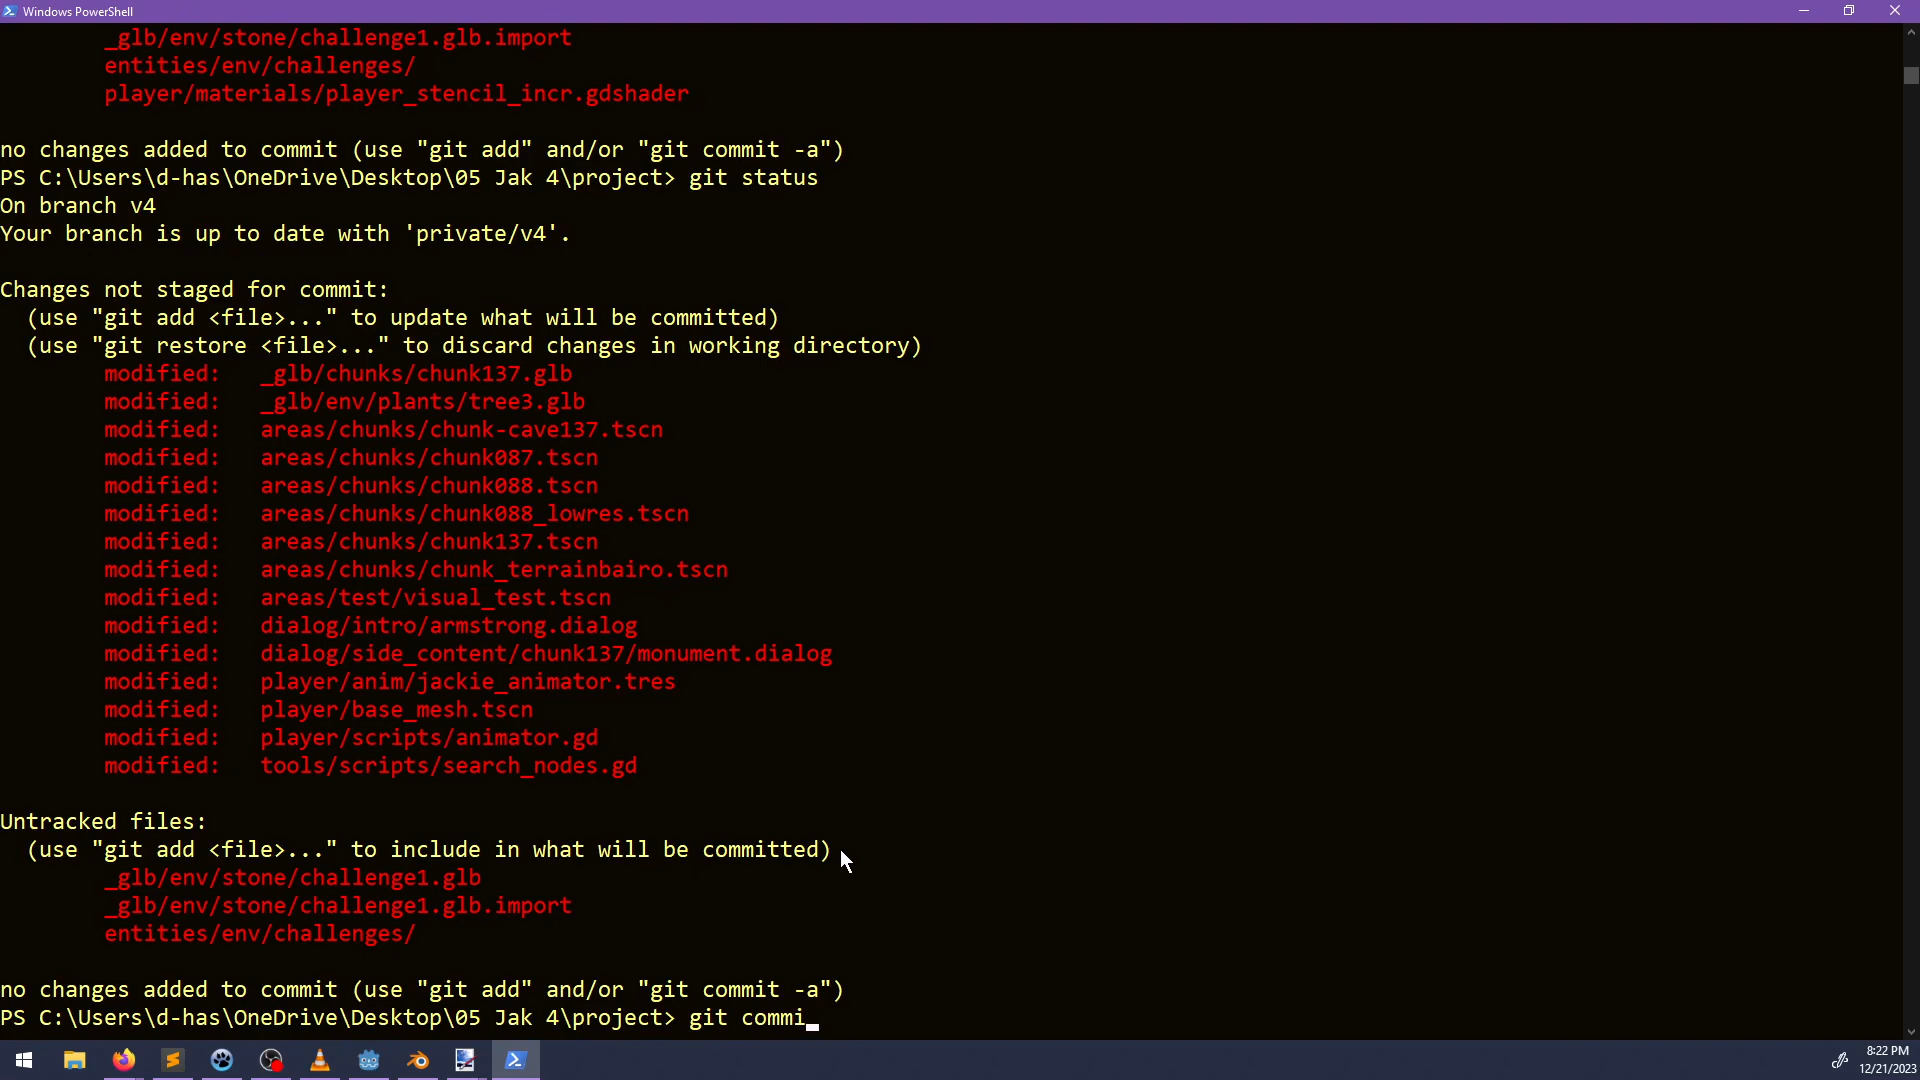 Windows PowerShell
_glb/env/stone/challenge1.glb.import
entities/env/challenges/
player/materials/player_stencil_incr.gdshader
no changes added to commit (use "git add" and/or "git commit -a")
PS C:\Users\d-has\OneDrive\Desktop\05 Jak 4\project> git status
On branch v4
Your branch is up to date with 'private/v4'.
Changes not staged for commit:
(use "git add <file>..." to update what will be committed)
(use "git restore <file>..." to discard changes in working directory)
modified:   _glb/chunks/chunk137.glb
modified:   _glb/env/plants/tree3.glb
modified:   areas/chunks/chunk-cave137.tscn
modified:   areas/chunks/chunk087.tscn
modified:   areas/chunks/chunk088.tscn
modified:   areas/chunks/chunk088_lowres.tscn
modified:   areas/chunks/chunk137.tscn
modified:   areas/chunks/chunk_terrainbairo.tscn
modified:   areas/test/visual_test.tscn
modified:   dialog/intro/armstrong.dialog
modified:   dialog/side_content/chunk137/monument.dialog
modified:   player/anim/jackie_animator.tres
modified:   player/base_mesh.tscn
modified:   player/scripts/animator.gd
modified:   tools/scripts/search_nodes.gd
Untracked files:
(use "git add <file>..." to include in what will be committed)
_glb/env/stone/challenge1.glb
_glb/env/stone/challenge1.glb.import
entities/env/challenges/
no changes added to commit (use "git add" and/or "git commit -a")
PS C:\Users\d-has\OneDrive\Desktop\05 Jak 4\project> git commi
8:22 PM
12/21/2023